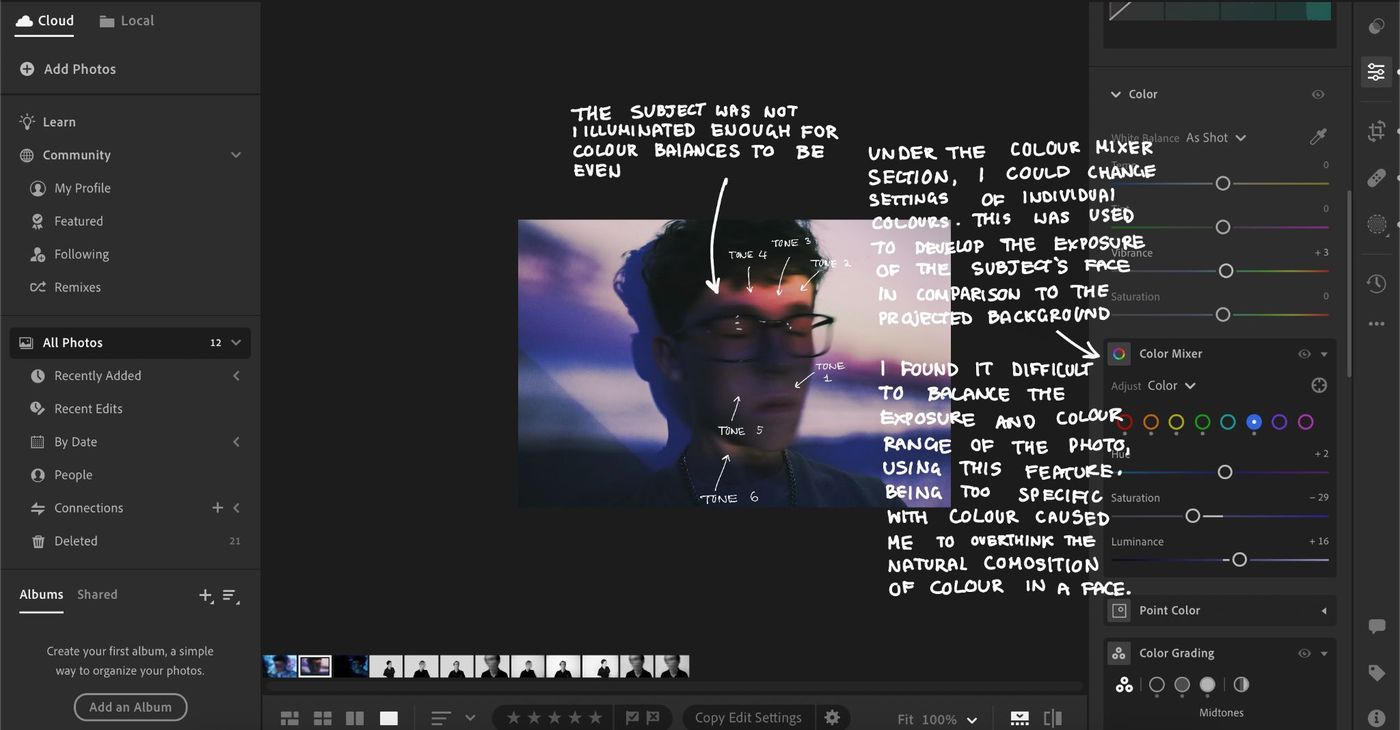 Cloud
Local
Add Photos
Learn
Community
My Profile
Featured
Following
Remixes
All Photos 12
Recently Added
Recent Edits
By Date
People
Connections
Deleted 21
Albums
Shared
Create your first album, a simple
way to organize your photos.
Add an Album
THE SUBJECT WAS NOT
IILLUMINATED ENOUGH FOR
COLOUR BAlANCES TO BE
EVEN
TONE 3
TONE 4
TONE 2
TONE
1
TONE 5
TONE 6
UNDER THE COLOUR MIXER
SECTION, I COULD CHANGE
SETTINGS OF INDIVIDUAl
COLOURS. THIS WAS USED
TO DEVELOP THE EXPOSURE
OF THE SUBJECT'S FACE
IN COMPARISON TO THE
PROJECTED BACKGROUND
I FOUND IT DIFFICULT
TO BALANCE THE
EXPOSURE AND COLOUR
RANGE OF THE PHOTO,
USING THIS FEATURE.
BEING TOO SPECIFIC
WITH COLOUR CAUSED
ME TO OVERTHINK THE
NATURAL COMOSITION
OF COLOUR IN A FACE.
Copy Edit Settings
Fit 100%
Color
White Balance As Shot
Temp 0
Tint 0
Vibrance + 3
Saturation 0
Color Mixer
Adjust Color
Hue + 2
Saturation − 29
Luminance + 16
Point Color
Color Grading
Midtones